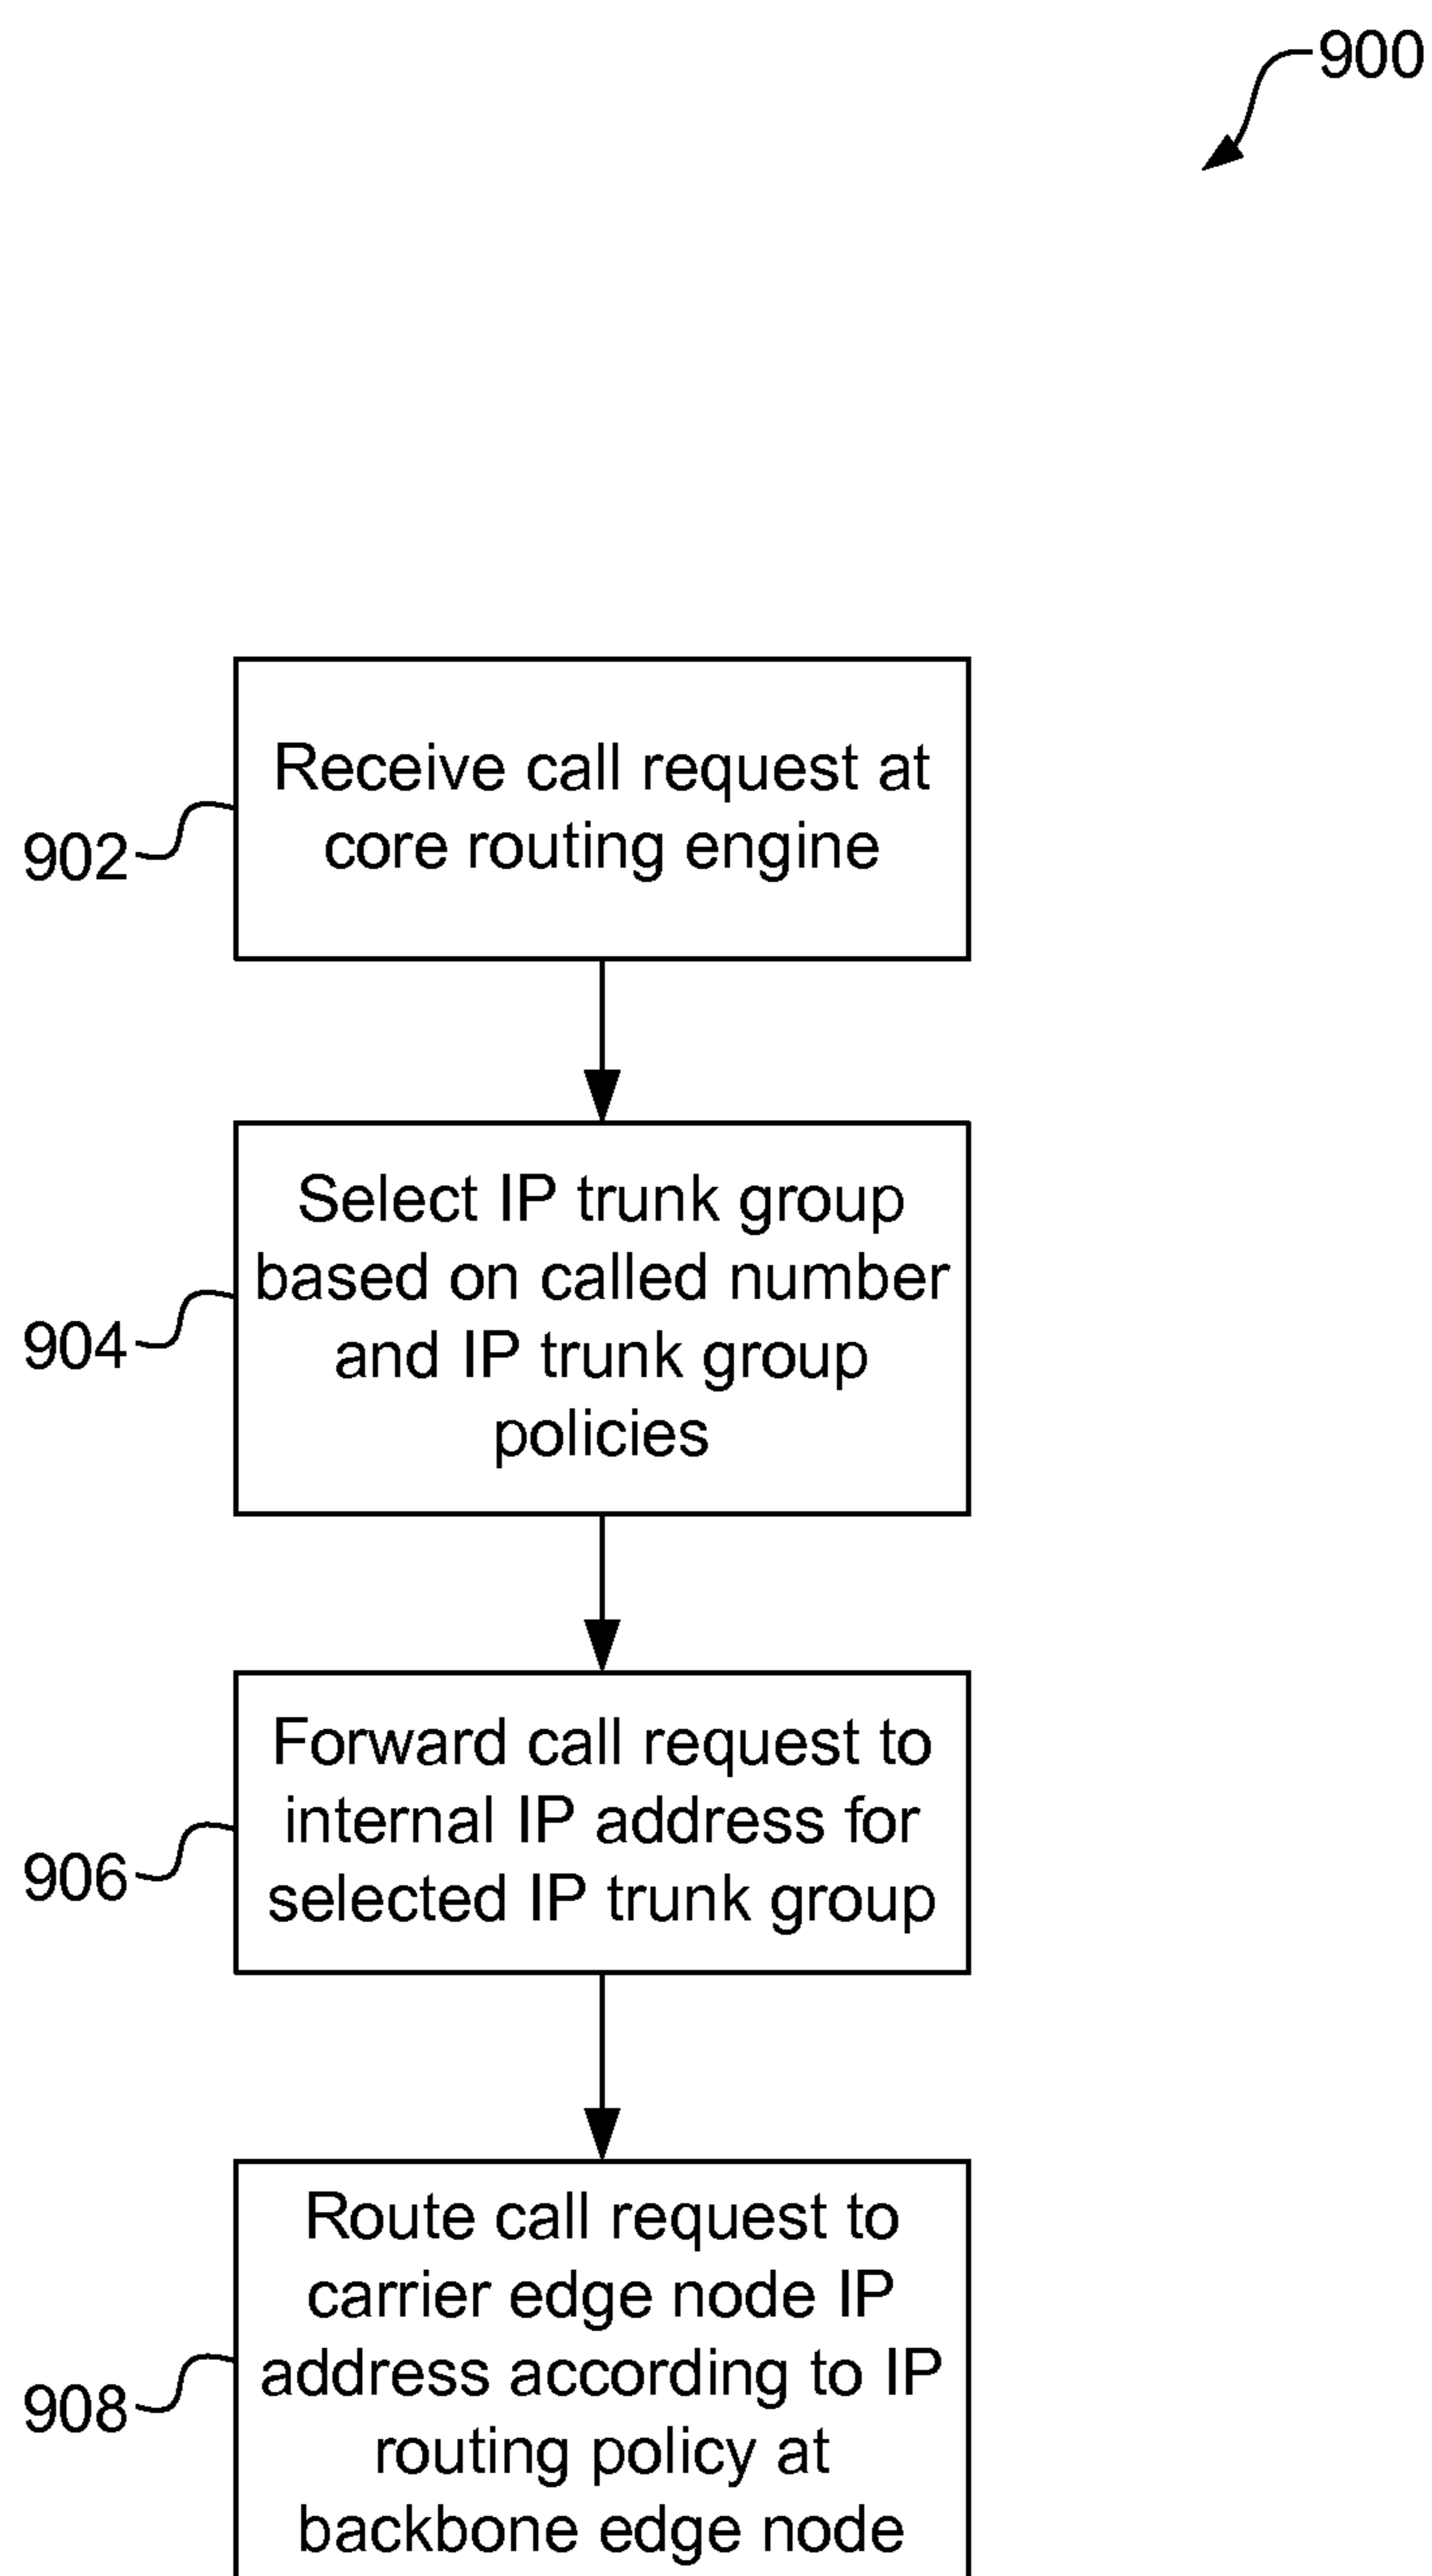 900
Receive call request at
core routing engine
902
Select IP trunk group
based on called number
and IP trunk group
policies
904
Forward call request to
internal IP address for
selected IP trunk group
906
Route call request to
carrier edge node IP
address according to IP
routing policy at
backbone edge node
908